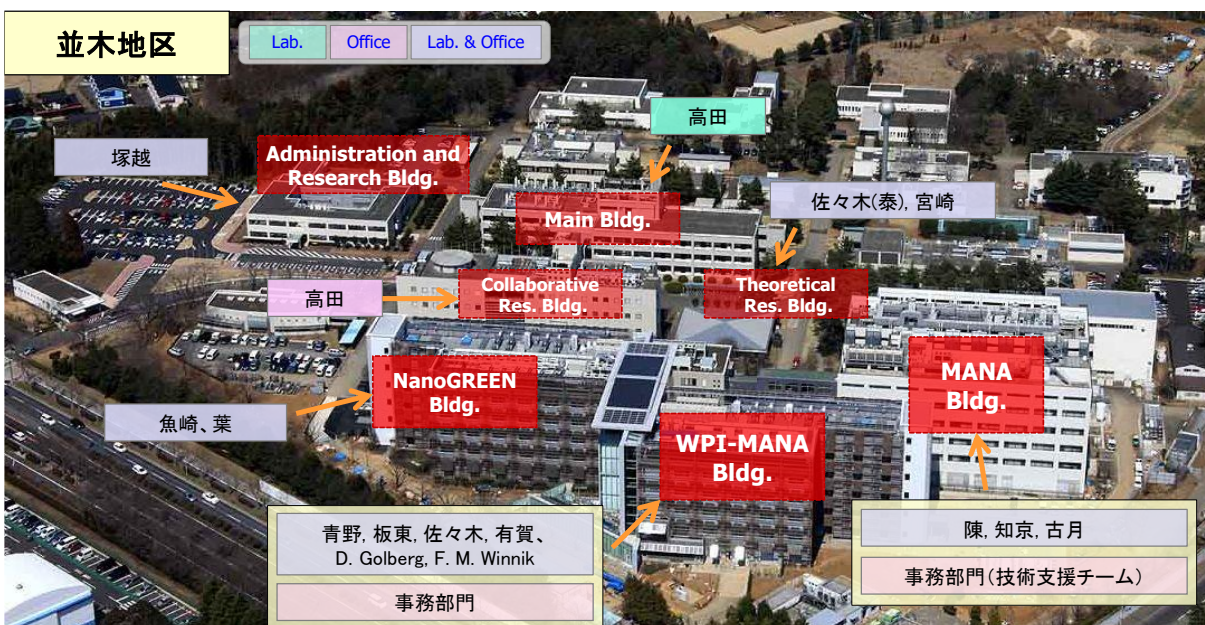 並木地区
Lab.
Office
Lab. & Office
高田
塚越
Administration and
Research Bldg.
佐々木(泰), 宮崎
Main Bldg.
高田
Collaborative
Res. Bldg.
Theoretical
Res. Bldg.
NanoGREEN
Bldg.
MANA
Bldg.
魚崎、葉
WPI-MANA
Bldg.
青野, 板東, 佐々木, 有賀、
D. Golberg, F. M. Winnik
事務部門
陳, 知京, 古月
事務部門(技術支援チーム)